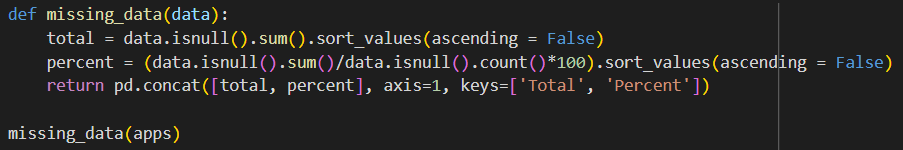 def missing_data(data):
    total = data.isnull().sum().sort_values(ascending = False)
    percent = (data.isnull().sum()/data.isnull().count()*100).sort_values(ascending = False)
    return pd.concat([total, percent], axis=1, keys=['Total', 'Percent'])

missing_data(apps)